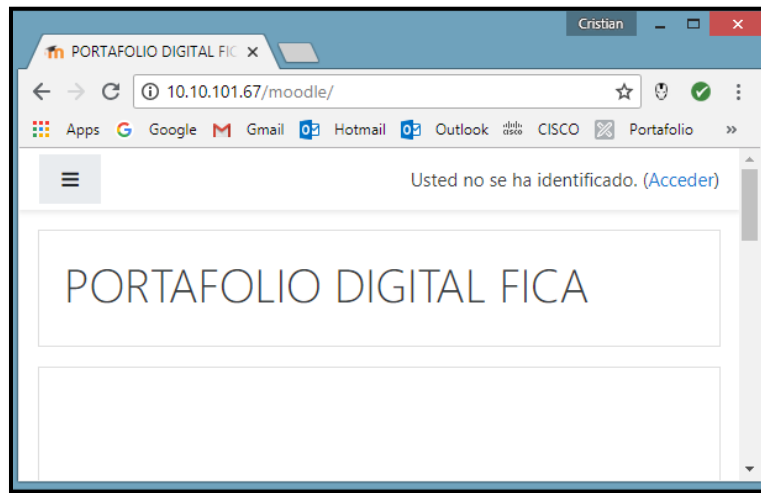 Cristian
PORTAFOLIO DIGITAL FIC
10.10.101.67/moodle/
Apps Google Gmail Hotmail Outlook CISCO Portafolio »
Usted no se ha identificado. (Acceder)
PORTAFOLIO DIGITAL FICA